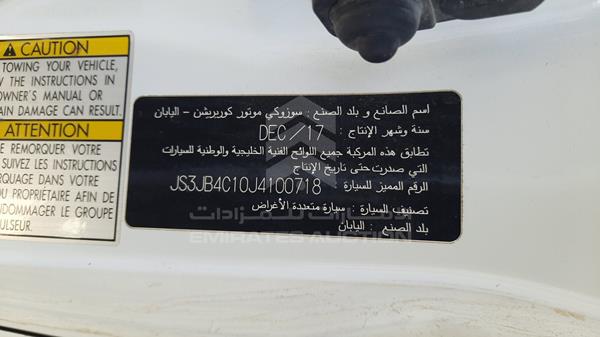 CAUTION
TOWING YOUR VEHICLE,
THE INSTRUCTIONS IN
OWNER'S MANUAL OR
DAMAGE CAN RESULT.
ATTENTION
REMORQUER VOTRE
SUIVEZ LES INSTRUCTIONS
DANS
DU PROPRIÉTAIRE AFIN DE
ENDOMMAGER LE GROUPE
اسم الصانع و بلد الصنع : سوزوكي موتور كوربريشن - اليابان
سنة وشهر الإنتاج : DEC//17
تطابق هذه المركبة جميع اللوائح الفنية الخليجية والوطنية للسيارات
التي صدرت حتى تاريخ الإنتاج
الرقم المميز للسيارة : JS3JB4C10J4100718
تصنيف السيارة : سيارة متعددة الأغراض
بلد الصنع : اليابان
الإمارات للمزادات
EMIRATES AUCTION